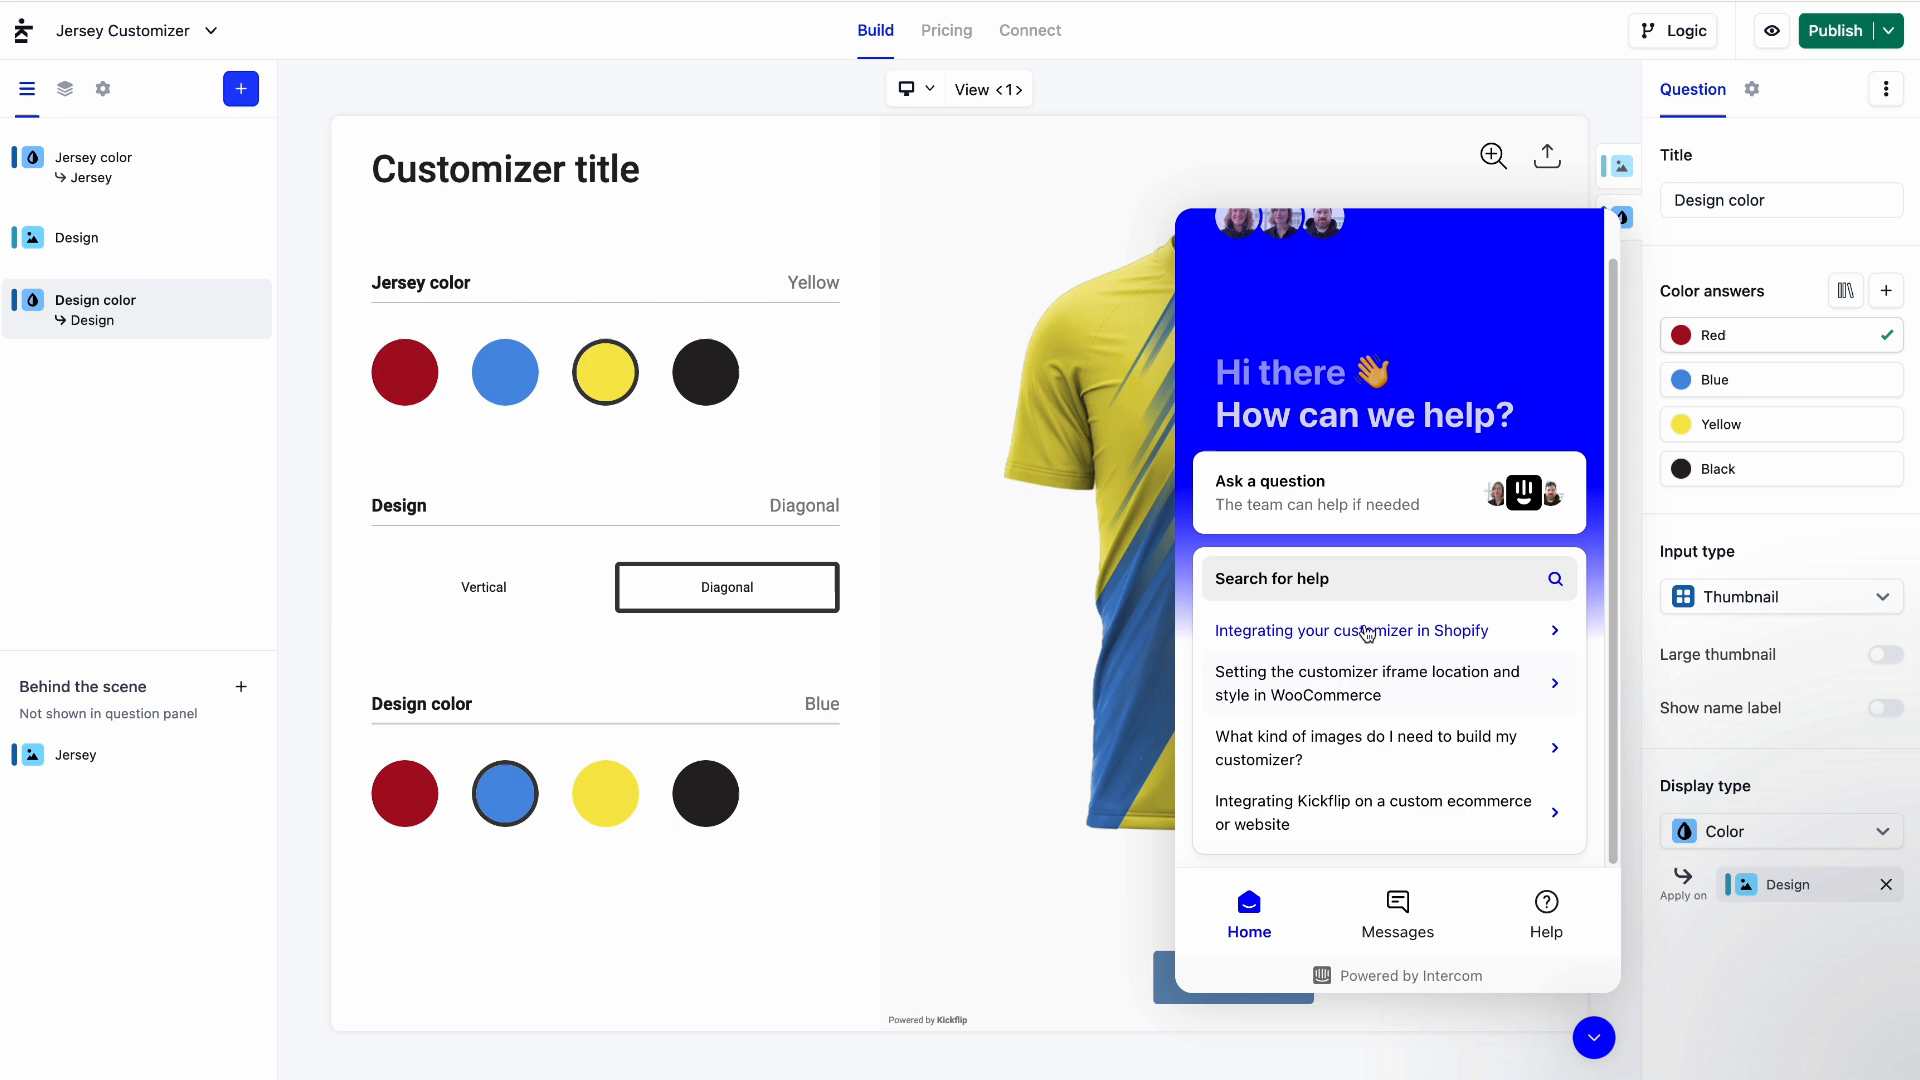 Jersey Customizer
Build
Pricing
Connect
Logic
Publish
View <1>
Question
Jersey color
Jersey
Design
Design color
Design
Behind the scene
Not shown in question panel
Jersey
Customizer title
Jersey color
Yellow
Design
Diagonal
Vertical
Diagonal
Design color
Blue
Powered by Kickflip
Hi there 👋
How can we help?
Ask a question
The team can help if needed
Search for help
Integrating your customizer in Shopify
Setting the customizer iframe location and
style in WooCommerce
What kind of images do I need to build my
customizer?
Integrating Kickflip on a custom ecommerce
or website
Home
Messages
Help
Powered by Intercom
Title
Design color
Color answers
Red
Blue
Yellow
Black
Input type
Thumbnail
Large thumbnail
Show name label
Display type
Color
Apply on
Design